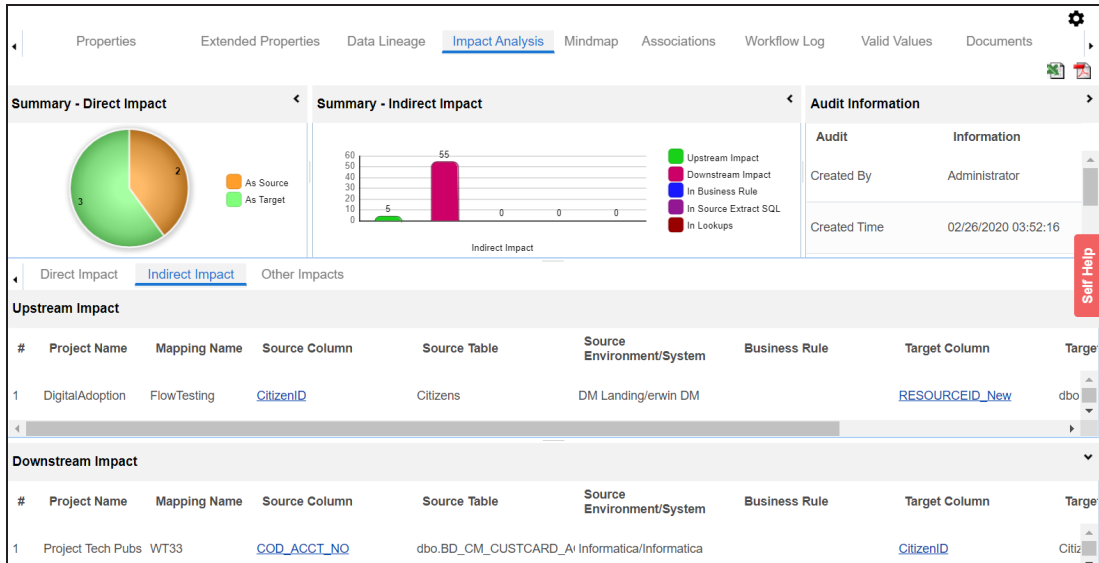 Properties Extended Properties Data Lineage Impact Analysis Mindmap Associations Workflow Log Valid Values Documents
Summary - Direct Impact
2
3
As Source
As Target
Summary - Indirect Impact
60
50
40
30
20
10
0
5
55
0
0
0
Indirect Impact
Upstream Impact
Downstream Impact
In Business Rule
In Source Extract SQL
In Lookups
Audit Information
Audit Information
Created By Administrator
Created Time 02/26/2020 03:52:16
Self Help
Direct Impact Indirect Impact Other Impacts
Upstream Impact
# Project Name Mapping Name Source Column Source Table Source Environment/System Business Rule Target Column Targe
1 DigitalAdoption FlowTesting CitizenID Citizens DM Landing/erwin DM RESOURCEID_New dbo
Downstream Impact
# Project Name Mapping Name Source Column Source Table Source Environment/System Business Rule Target Column Targe
1 Project Tech Pubs WT33 COD_ACCT_NO dbo.BD_CM_CUSTCARD_A Informatica/Informatica CitizenID Citiz